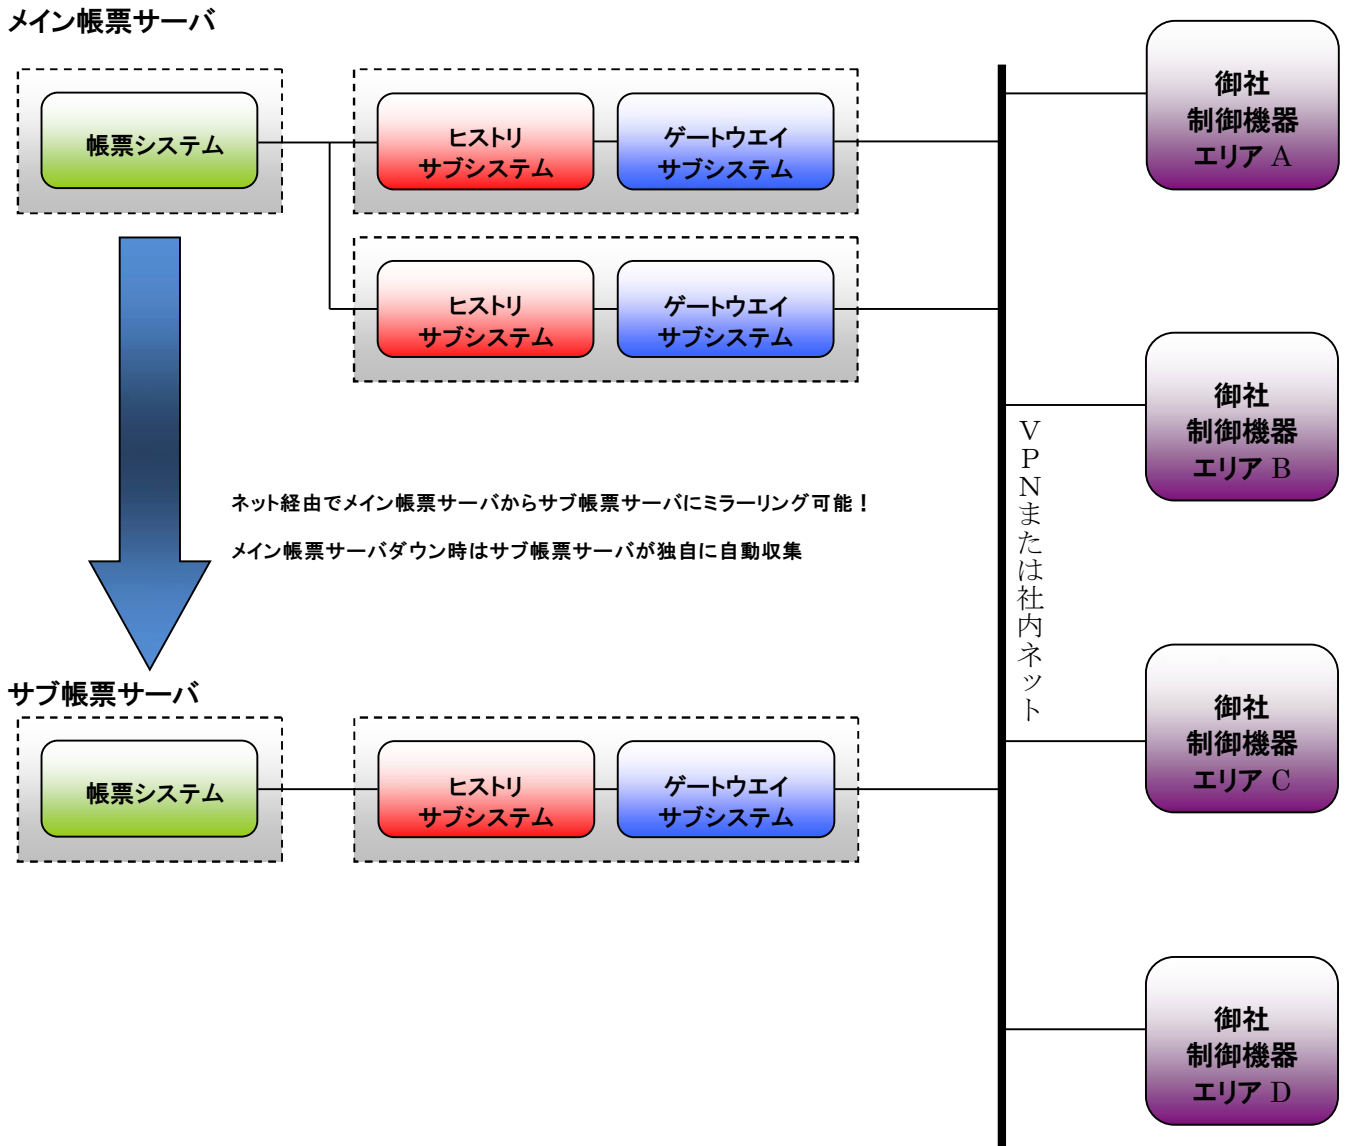 メイン帳票サーバ
帳票システム
ヒストリ
サブシステム
ゲートウエイ
サブシステム
ヒストリ
サブシステム
ゲートウエイ
サブシステム
ネット経由でメイン帳票サーバからサブ帳票サーバにミラーリング可能！
メイン帳票サーバダウン時はサブ帳票サーバが独自に自動収集
サブ帳票サーバ
帳票システム
ヒストリ
サブシステム
ゲートウエイ
サブシステム
VPNまたは社内ネット
御社
制御機器
エリア A
御社
制御機器
エリア B
御社
制御機器
エリア C
御社
制御機器
エリア D